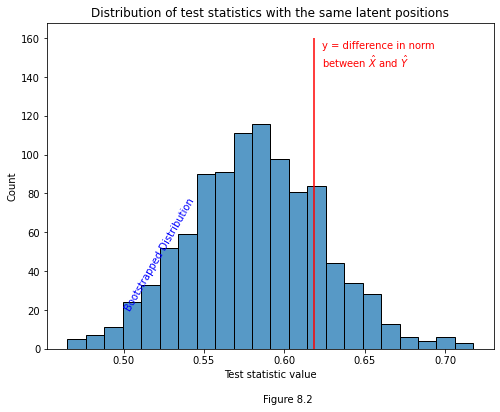 Distribution of test statistics with the same latent positions
160
140
120
100
80
60
40
20
0
Count
y = difference in norm
between X̂ and Ŷ
Bootstrapped Distribution
0.50 0.55 0.60 0.65 0.70
Test statistic value
Figure 8.2